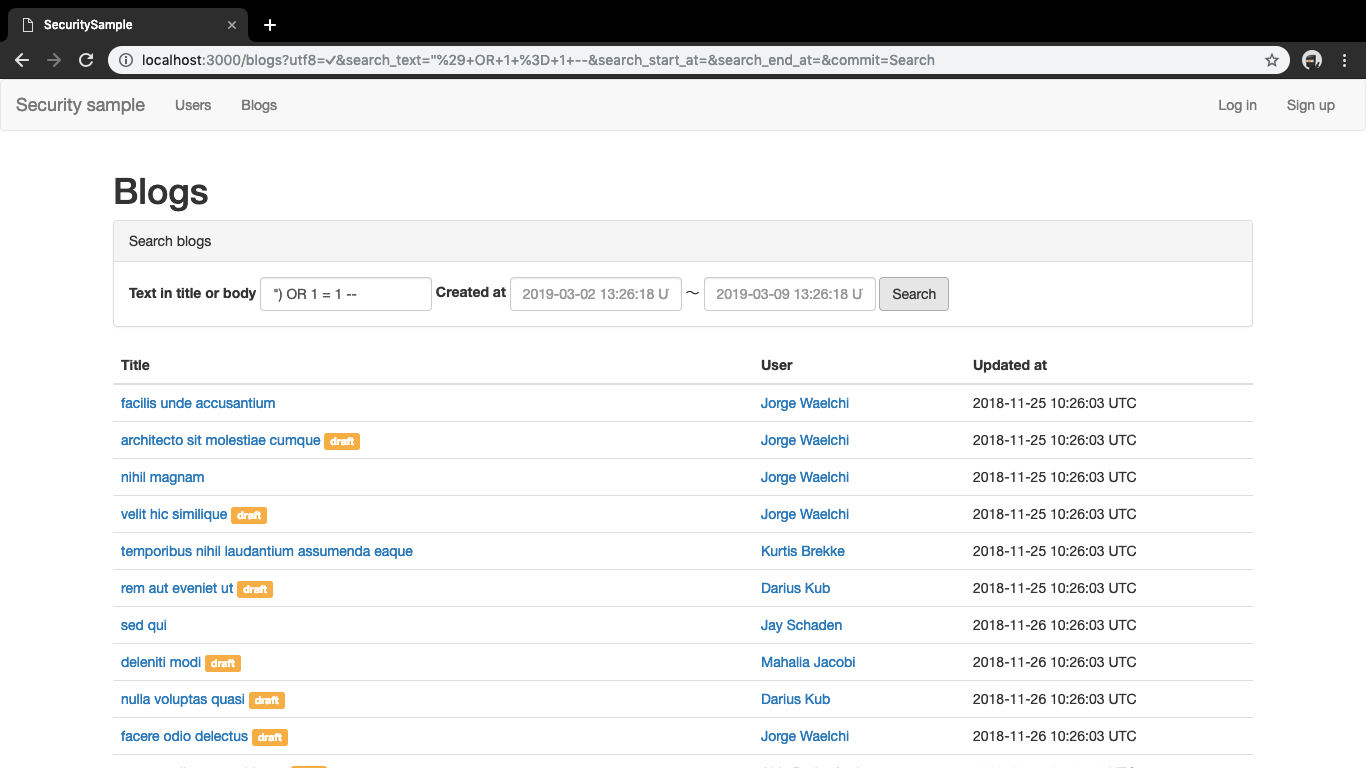 SecuritySample
localhost:3000/blogs?utf8=✓&search_text="%29+OR+1+%3D+1+--&search_start_at=&search_end_at=&commit=Search
Security sample Users Blogs Log in Sign up
Blogs
Search blogs
Text in title or body ") OR 1 = 1 -- Created at 2019-03-02 13:26:18 U ~ 2019-03-09 13:26:18 U Search
Title User Updated at
facilis unde accusantium Jorge Waelchi 2018-11-25 10:26:03 UTC
architecto sit molestiae cumque draft Jorge Waelchi 2018-11-25 10:26:03 UTC
nihil magnam Jorge Waelchi 2018-11-25 10:26:03 UTC
velit hic similique draft Jorge Waelchi 2018-11-25 10:26:03 UTC
temporibus nihil laudantium assumenda eaque Kurtis Brekke 2018-11-25 10:26:03 UTC
rem aut eveniet ut draft Darius Kub 2018-11-25 10:26:03 UTC
sed qui Jay Schaden 2018-11-26 10:26:03 UTC
deleniti modi draft Mahalia Jacobi 2018-11-26 10:26:03 UTC
nulla voluptas quasi draft Darius Kub 2018-11-26 10:26:03 UTC
facere odio delectus draft Jorge Waelchi 2018-11-26 10:26:03 UTC